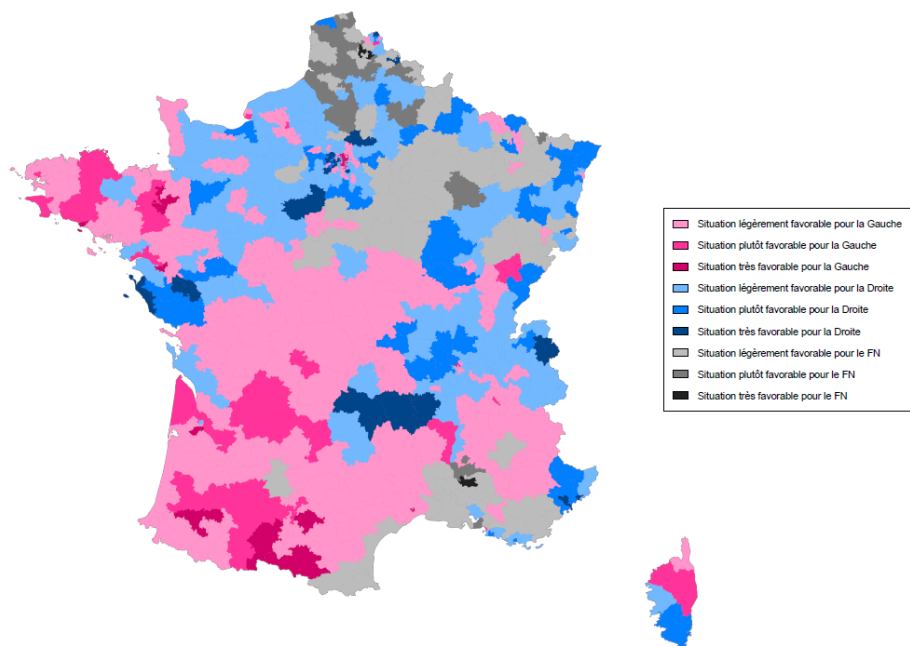 Situation légèrement favorable pour la Gauche
Situation plutôt favorable pour la Gauche
Situation très favorable pour la Gauche
Situation légèrement favorable pour la Droite
Situation plutôt favorable pour la Droite
Situation très favorable pour la Droite
Situation légèrement favorable pour le FN
Situation plutôt favorable pour le FN
Situation très favorable pour le FN